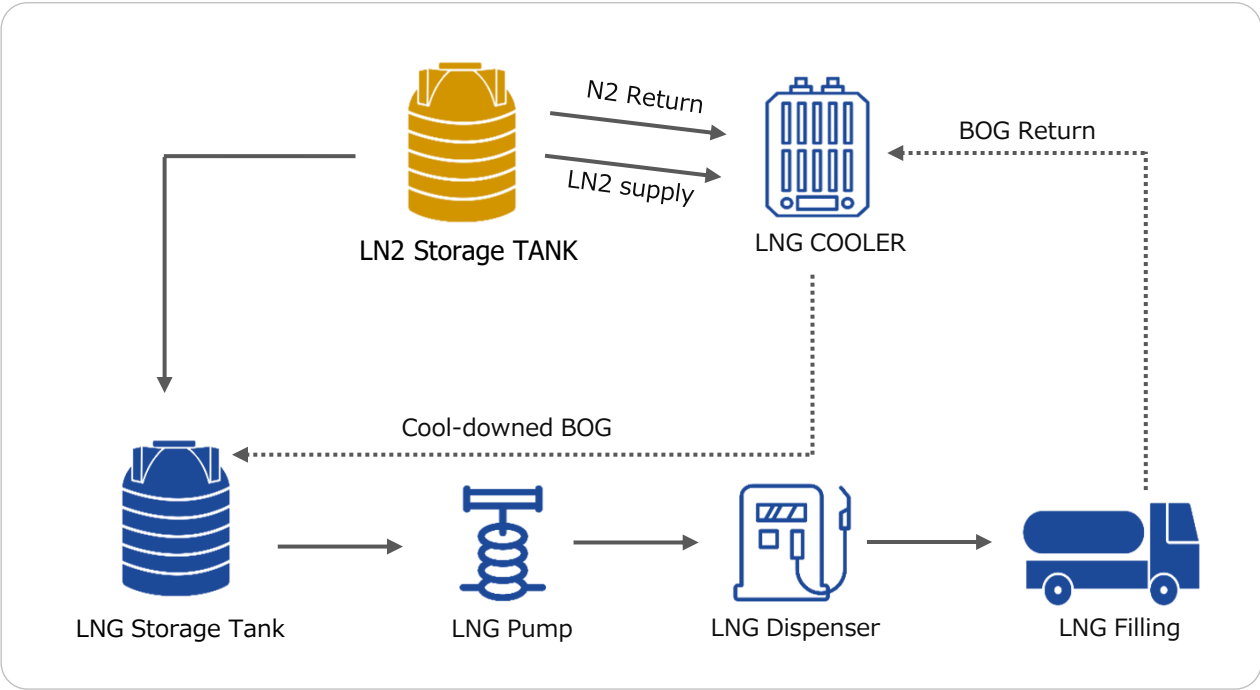 N2 Return
BOG Return
LN2 supply
LN2 Storage TANK
LNG COOLER
Cool-downed BOG
LNG Storage Tank
LNG Pump
LNG Dispenser
LNG Filling